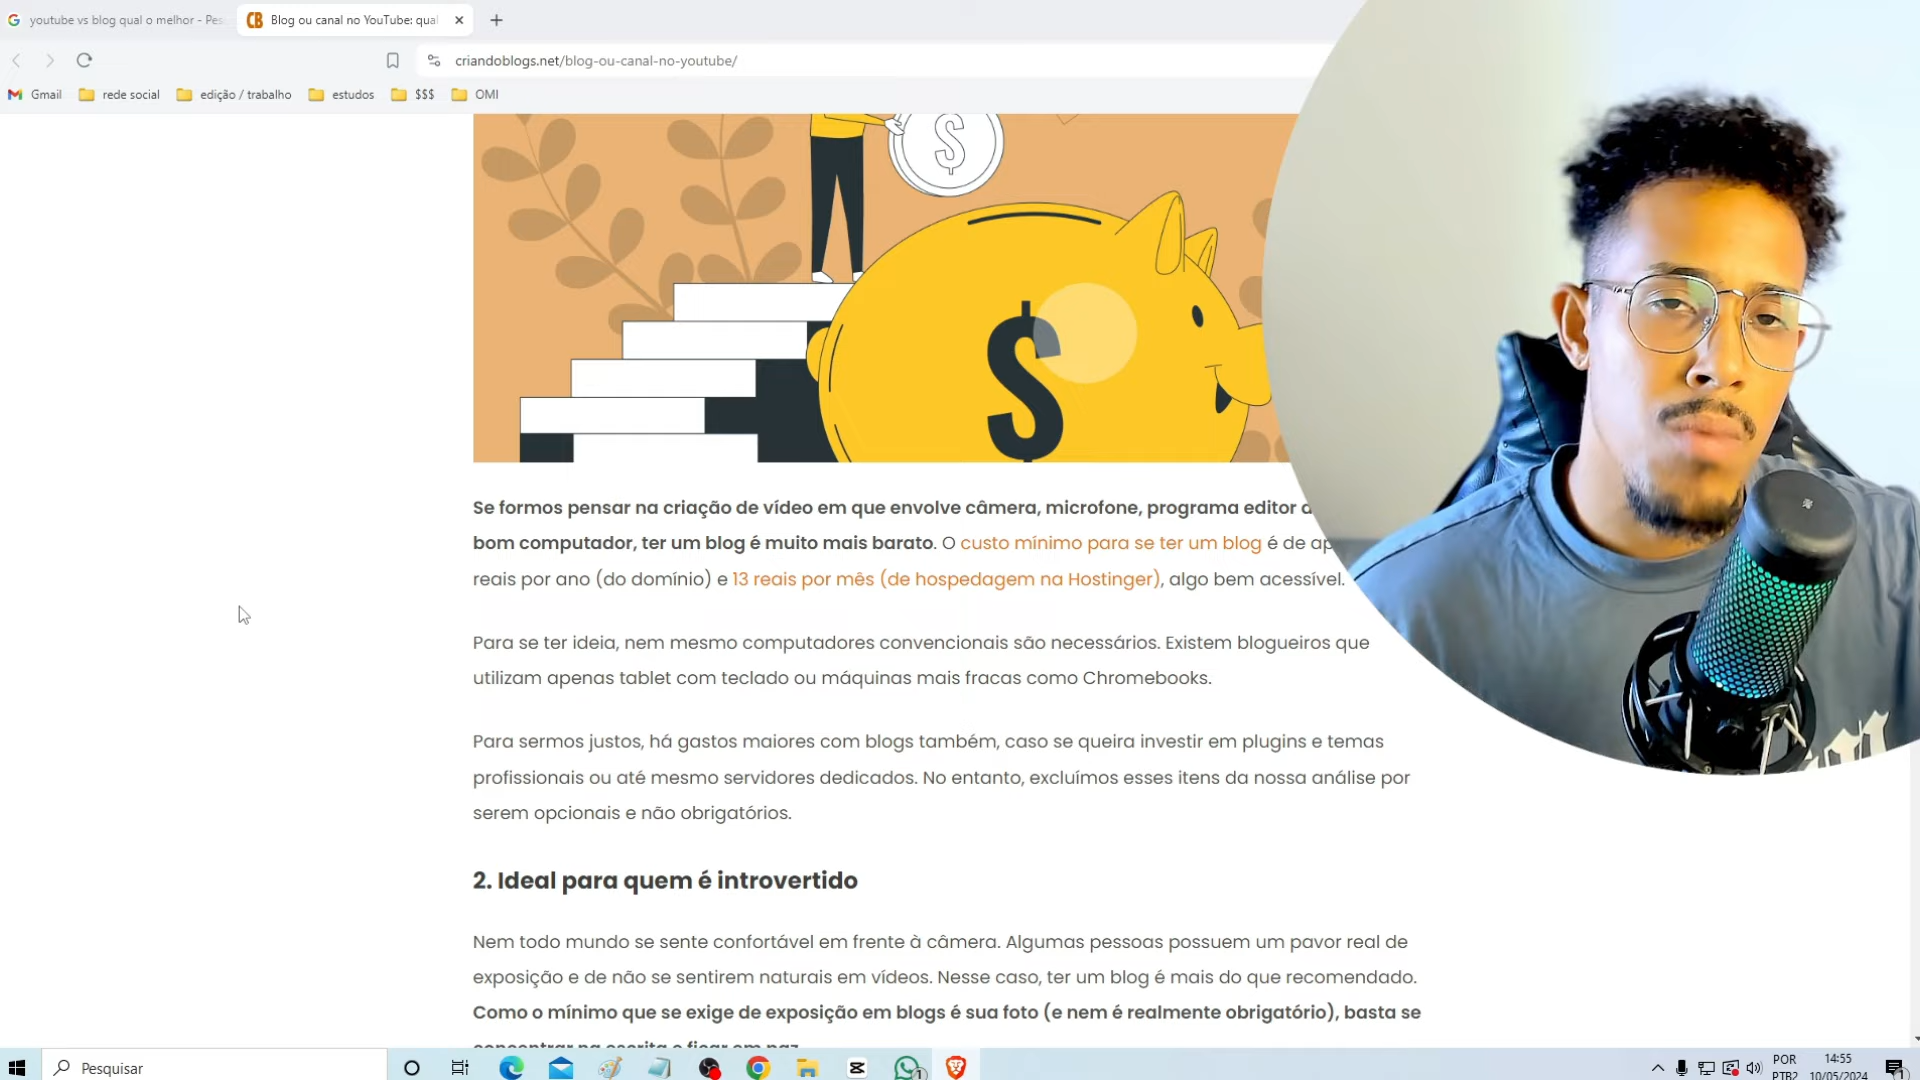 youtube vs blog qual o melhor - Pes
Blog ou canal no YouTube: qua
criandoblogs.net/blog-ou-canal-no-youtube/
Gmail
rede social
edição / trabalho
estudos
$$$
OMI
$
$
Se formos pensar na criação de vídeo em que envolve câmera, microfone, programa editor
bom computador, ter um blog é muito mais barato. O custo mínimo para se ter um blog é de
reais por ano (do domínio) e 13 reais por mês (de hospedagem na Hostinger), algo bem acessível.
Para se ter ideia, nem mesmo computadores convencionais são necessários. Existem blogueiros que
utilizam apenas tablet com teclado ou máquinas mais fracas como Chromebooks.
Para sermos justos, há gastos maiores com blogs também, caso se queira investir em plugins e temas
profissionais ou até mesmo servidores dedicados. No entanto, excluímos esses itens da nossa análise por
serem opcionais e não obrigatórios.
2. Ideal para quem é introvertido
Nem todo mundo se sente confortável em frente à câmera. Algumas pessoas possuem um pavor real de
exposição e de não se sentirem naturais em vídeos. Nesse caso, ter um blog é mais do que recomendado.
Como o mínimo que se exige de exposição em blogs é sua foto (e nem é realmente obrigatório), basta se
concentrar na escrita e ficar em paz
Pesquisar
POR
PTB2
14:55
10/05/2024